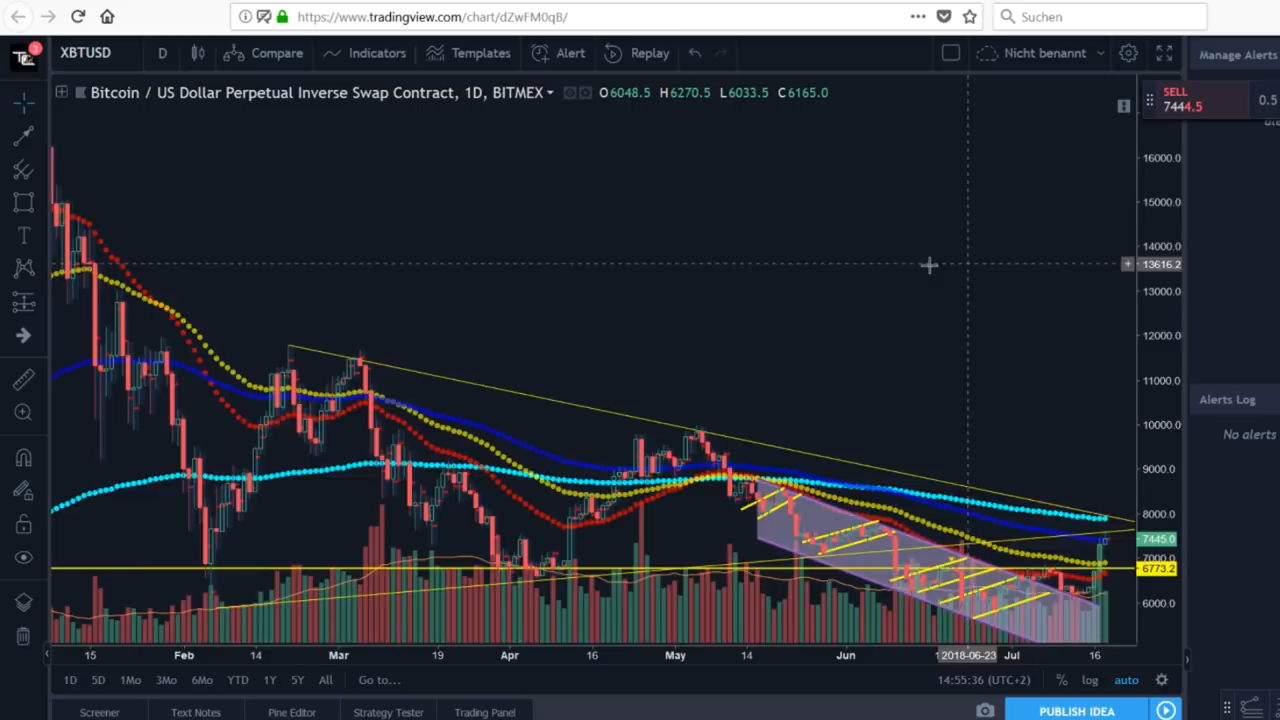 https://www.tradingview.com/chart/dZwFM0qB/
Suchen
3
XBTUSD
D
Compare
Indicators
Templates
Alert
Replay
Nicht benannt
Manage Alerts
Bitcoin / US Dollar Perpetual Inverse Swap Contract, 1D, BITMEX
O6048.5 H6270.5 L6033.5 C6165.0
SELL
7444.5
0.5
16000.0
15000.0
14000.0
13616.2
13000.0
12000.0
11000.0
10000.0
9000.0
8000.0
7445.0
7000.0
6773.2
6000.0
Alerts Log
No alerts
15 Feb 14 Mar 19 Apr 16 May 14 Jun 2018-06-23 Jul 16
1D 5D 1Mo 3Mo 6Mo YTD 1Y 5Y All Go to...
14:55:36 (UTC+2) % log auto
Screener Text Notes Pine Editor Strategy Tester Trading Panel
PUBLISH IDEA